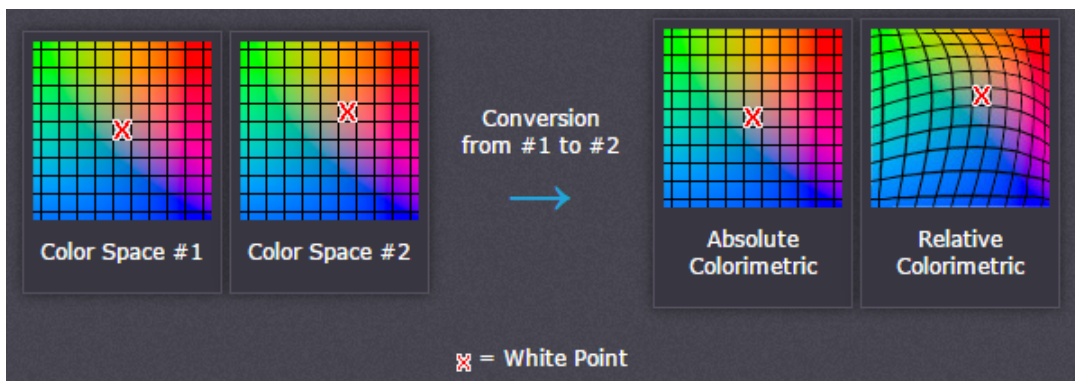 Conversion
from #1 to #2
Color Space #1
Color Space #2
Absolute
Colorimetric
Relative
Colorimetric
X = White Point